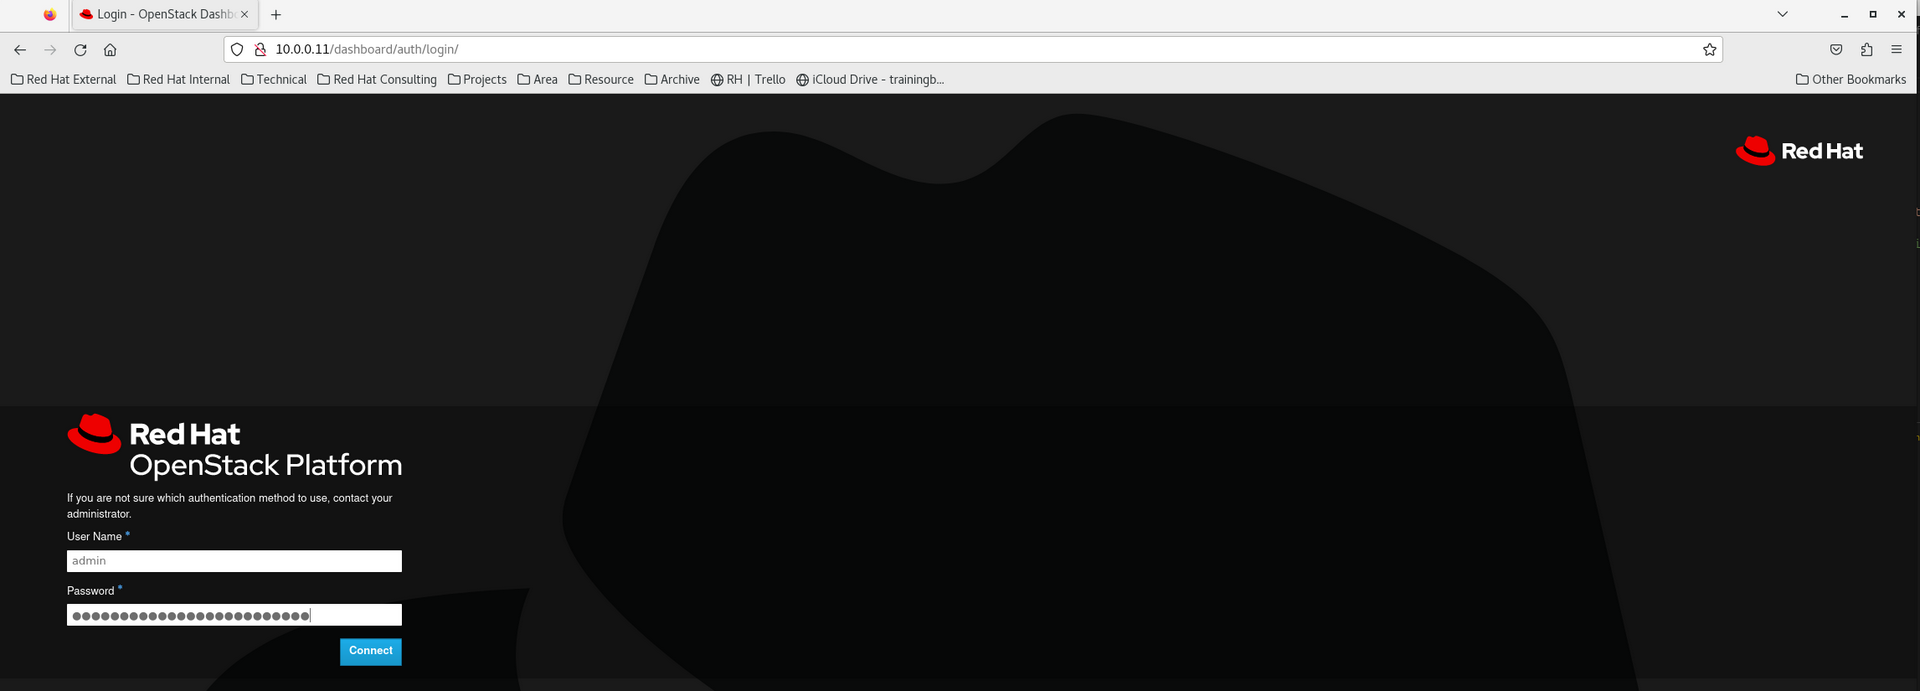 Login - OpenStack Dashbo
10.0.0.11/dashboard/auth/login/
Red Hat External Red Hat Internal Technical Red Hat Consulting Projects Area Resource Archive RH | Trello iCloud Drive - trainingb... Other Bookmarks
Red Hat
Red Hat
OpenStack Platform
If you are not sure which authentication method to use, contact your
administrator.
User Name *
admin
Password *
Connect